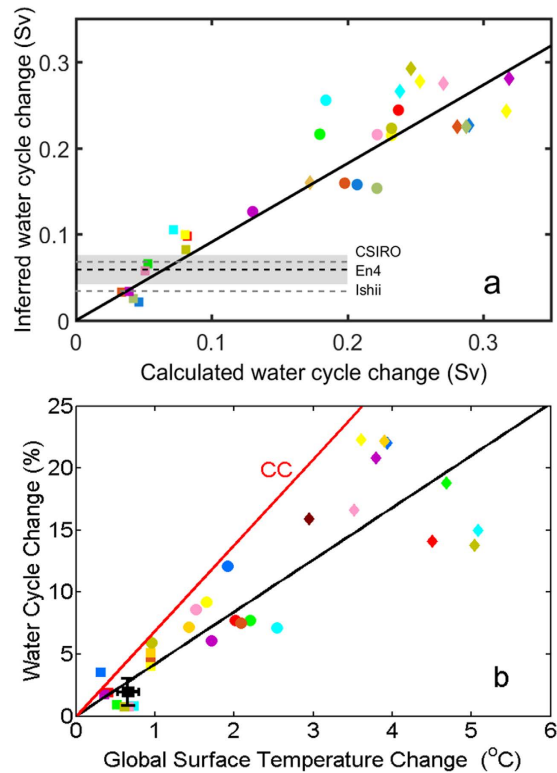 a
Inferred water cycle change (Sv)
0.3
0.2
0.1
0
CSIRO
En4
Ishii
a
0 0.1 0.2 0.3
Calculated water cycle change (Sv)
b
Water Cycle Change (%)
25
20
15
10
5
0
CC
b
0 1 2 3 4 5 6
Global Surface Temperature Change (°C)